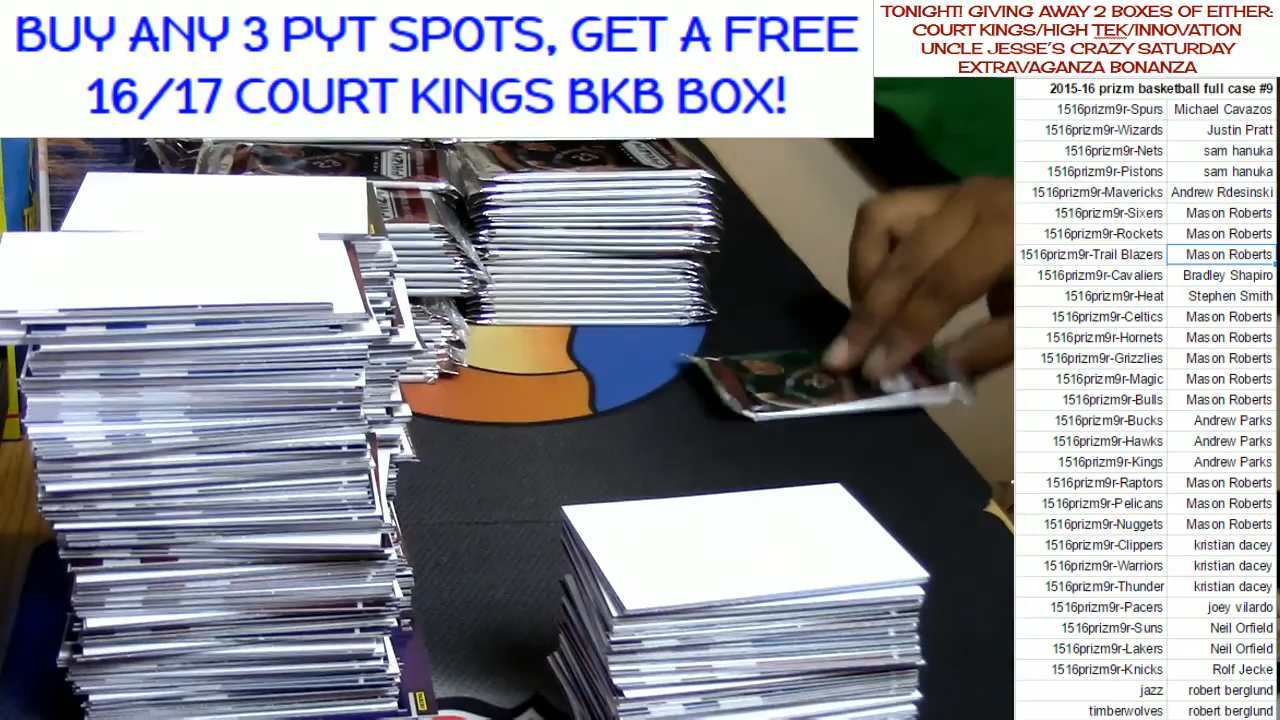 BUY ANY 3 PYT SPOTS, GET A FREE
16/17 COURT KINGS BKB BOX!
TONIGHT! GIVING AWAY 2 BOXES OF EITHER:
COURT KINGS/HIGH TEK/INNOVATION
UNCLE JESSE'S CRAZY SATURDAY
EXTRAVAGANZA BONANZA
2015-16 prizm basketball full case #9
1516prizm9r-Spurs Michael Cavazos
1516prizm9r-Wizards Justin Pratt
1516prizm9r-Nets sam hanuka
1516prizm9r-Pistons sam hanuka
1516prizm9r-Mavericks Andrew Rdesinski
1516prizm9r-Sixers Mason Roberts
1516prizm9r-Rockets Mason Roberts
1516prizm9r-Trail Blazers Mason Roberts
1516prizm9r-Cavaliers Bradley Shapiro
1516prizm9r-Heat Stephen Smith
1516prizm9r-Celtics Mason Roberts
1516prizm9r-Hornets Mason Roberts
1516prizm9r-Grizzlies Mason Roberts
1516prizm9r-Magic Mason Roberts
1516prizm9r-Bulls Mason Roberts
1516prizm9r-Bucks Andrew Parks
1516prizm9r-Hawks Andrew Parks
1516prizm9r-Kings Andrew Parks
1516prizm9r-Raptors Mason Roberts
1516prizm9r-Pelicans Mason Roberts
1516prizm9r-Nuggets Mason Roberts
1516prizm9r-Clippers kristian dacey
1516prizm9r-Warriors kristian dacey
1516prizm9r-Thunder kristian dacey
1516prizm9r-Pacers joey vilardo
1516prizm9r-Suns Neil Orfield
1516prizm9r-Lakers Neil Orfield
1516prizm9r-Knicks Rolf Jecke
jazz robert berglund
timberwolves robert berglund